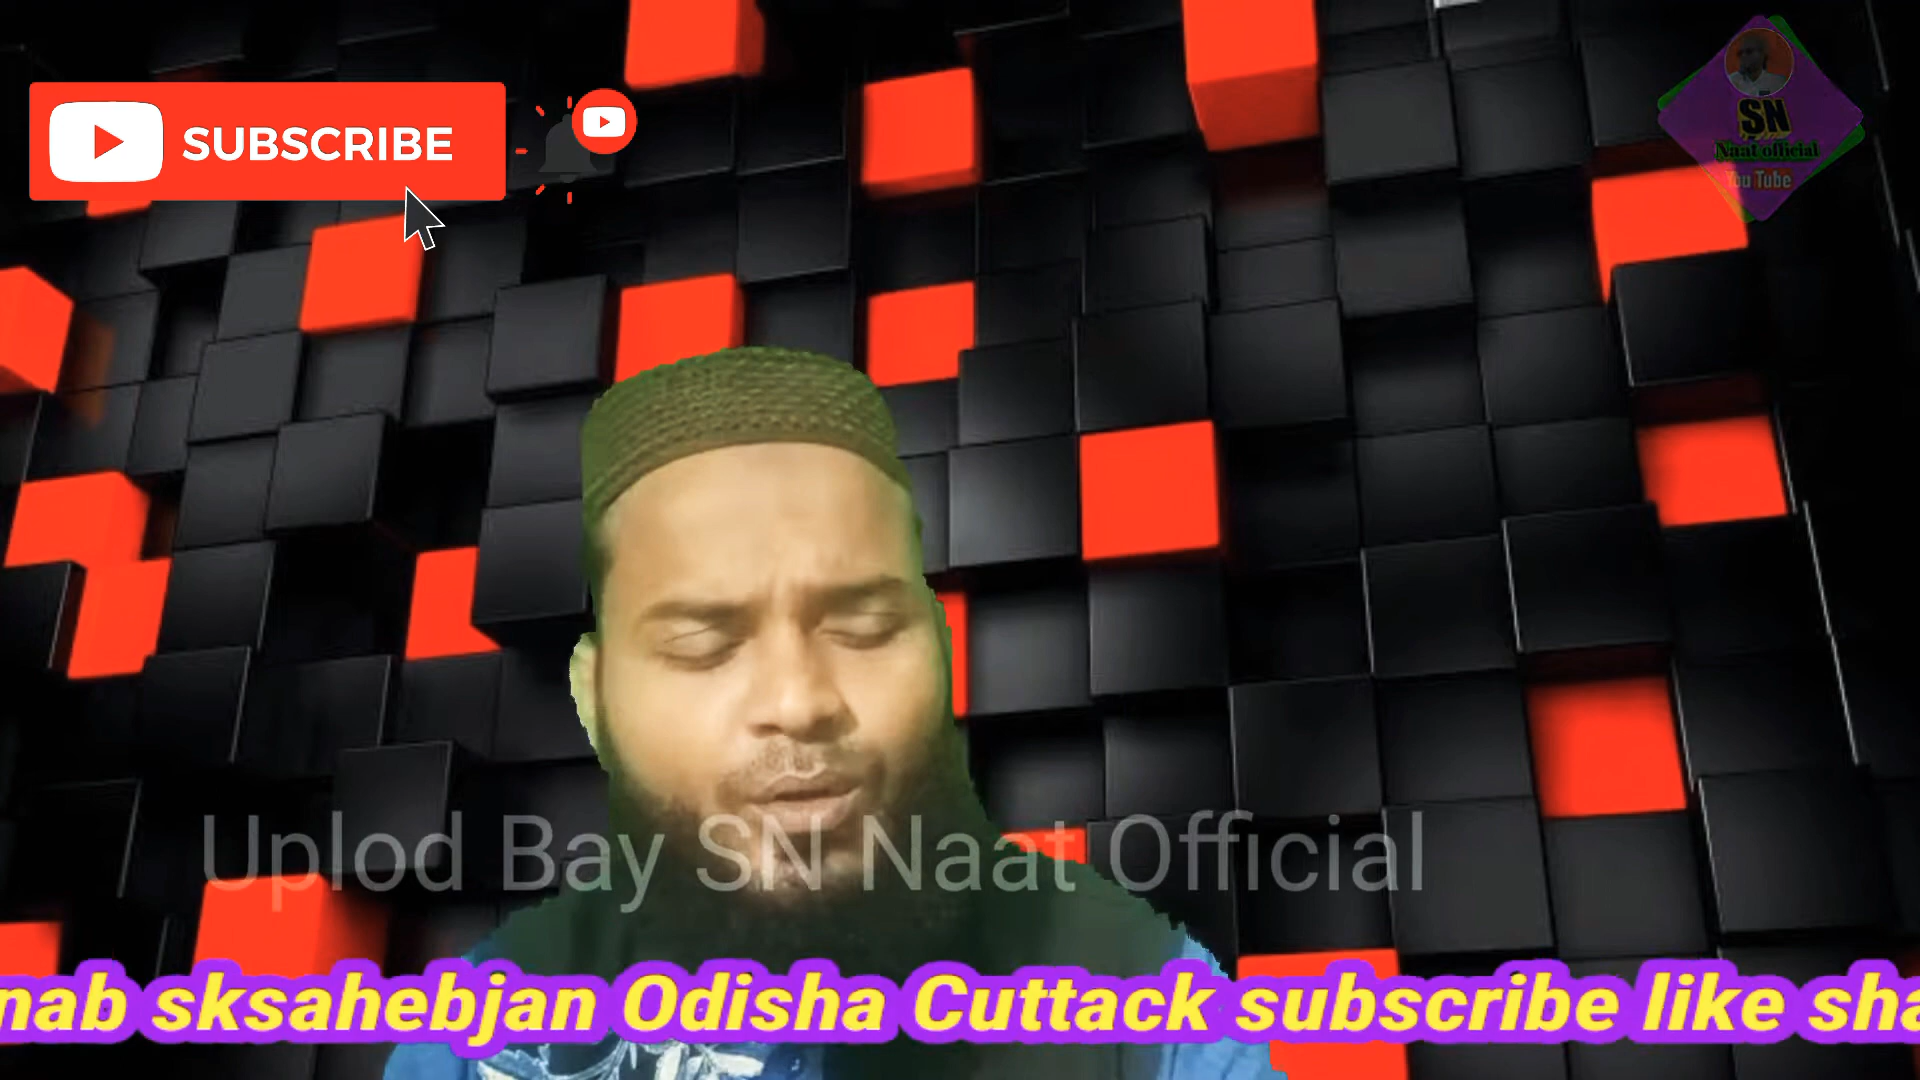 SUBSCRIBE
SN
Naat official
You Tube
Uplod Bay SN Naat Official
nab sksahebjan Odisha Cuttack subscribe like sha